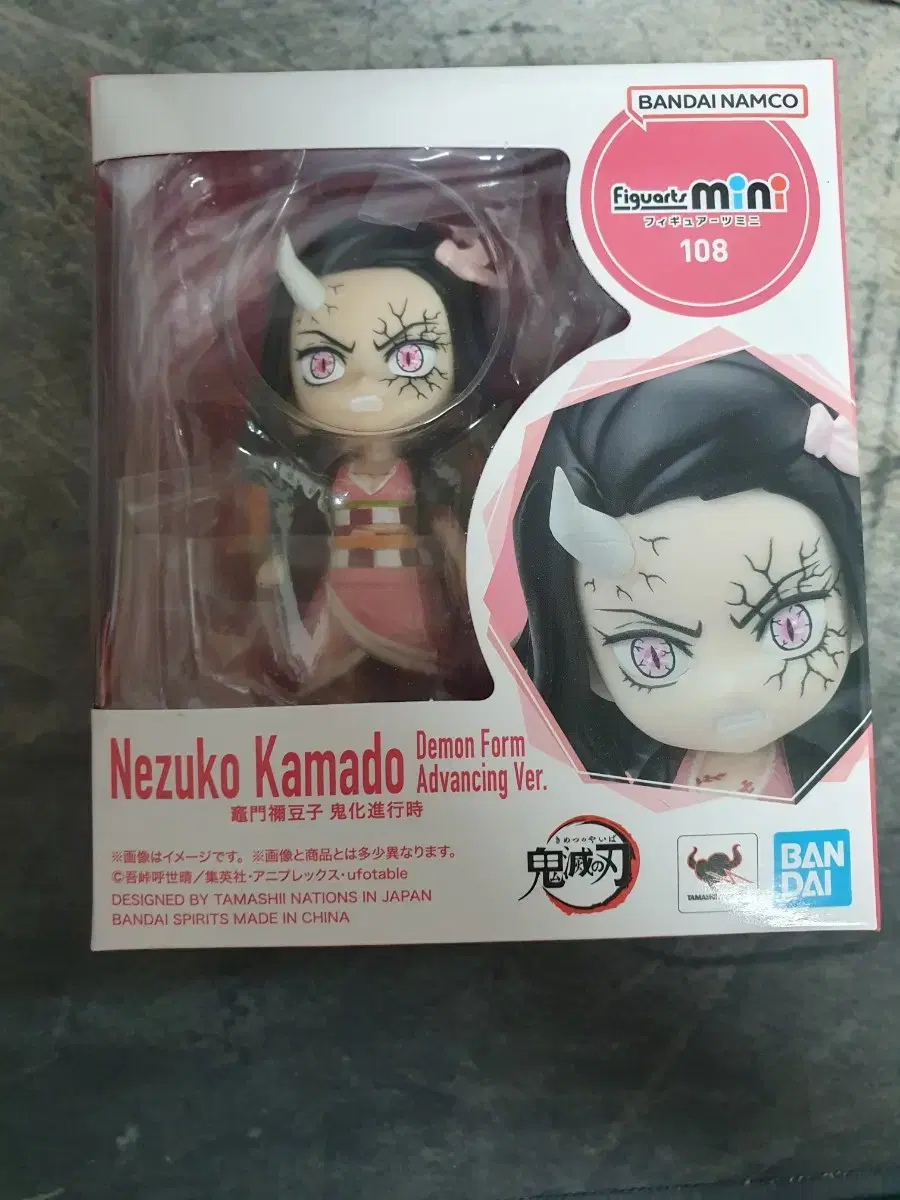 BANDAI NAMCO
Figuarts mini
フィギュアーツミニ
108
Nezuko Kamado
Demon Form
Advancing Ver.
竈門禰豆子 鬼化進行時
※画像はイメージです。※画像と商品とは多少異なります。
©吾峠呼世晴／集英社・アニプレックス・ufotable
DESIGNED BY TAMASHII NATIONS IN JAPAN
BANDAI SPIRITS MADE IN CHINA
きめつのやいば
鬼滅の刃
BAN
DAI